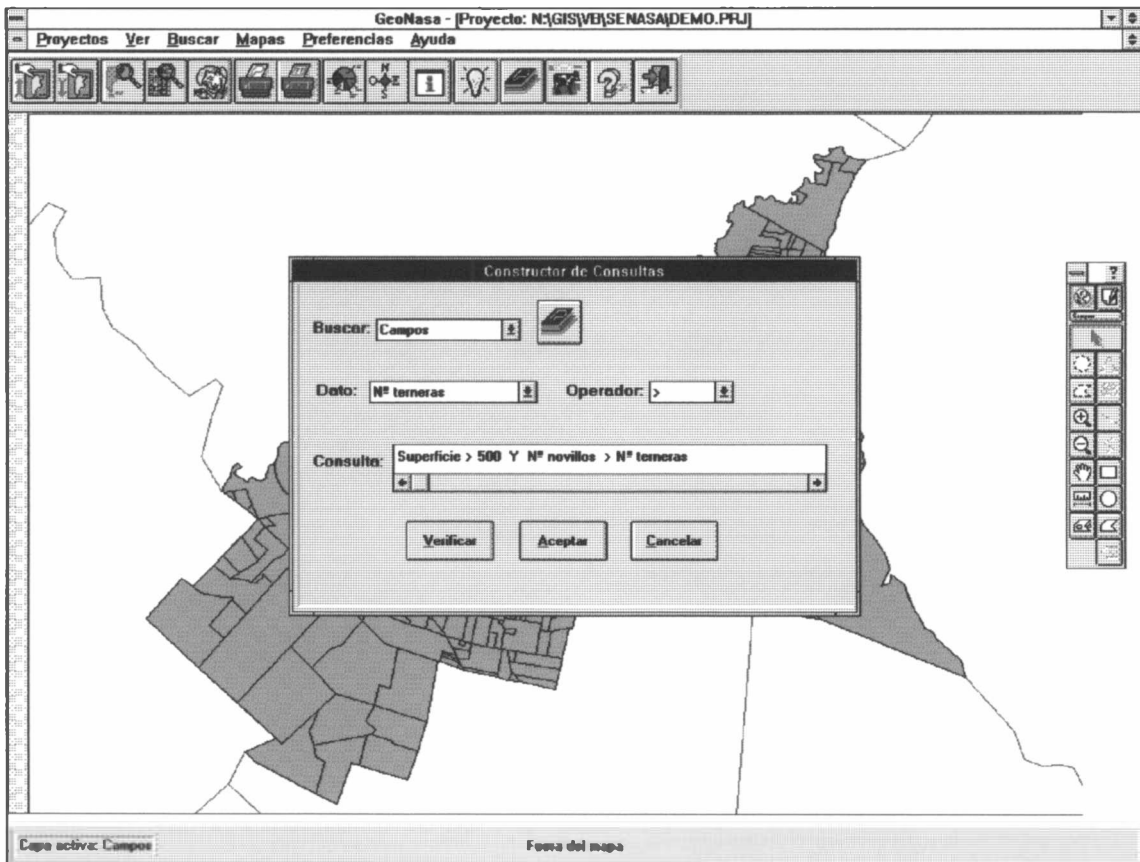 GeoNasa - [Proyecto: N:\GIS\VB\SENASA\DEMO.PRJ]
Proyectos Ver Buscar Mapas Preferencias Ayuda
Constructor de Consultas
Buscar: Campos
Dato: Nº terneras Operador: >
Consulta: Superficie > 500 Y Nº novillos > Nº terneras
Verificar Aceptar Cancelar
Capa activa: Campos Fuera del mapa